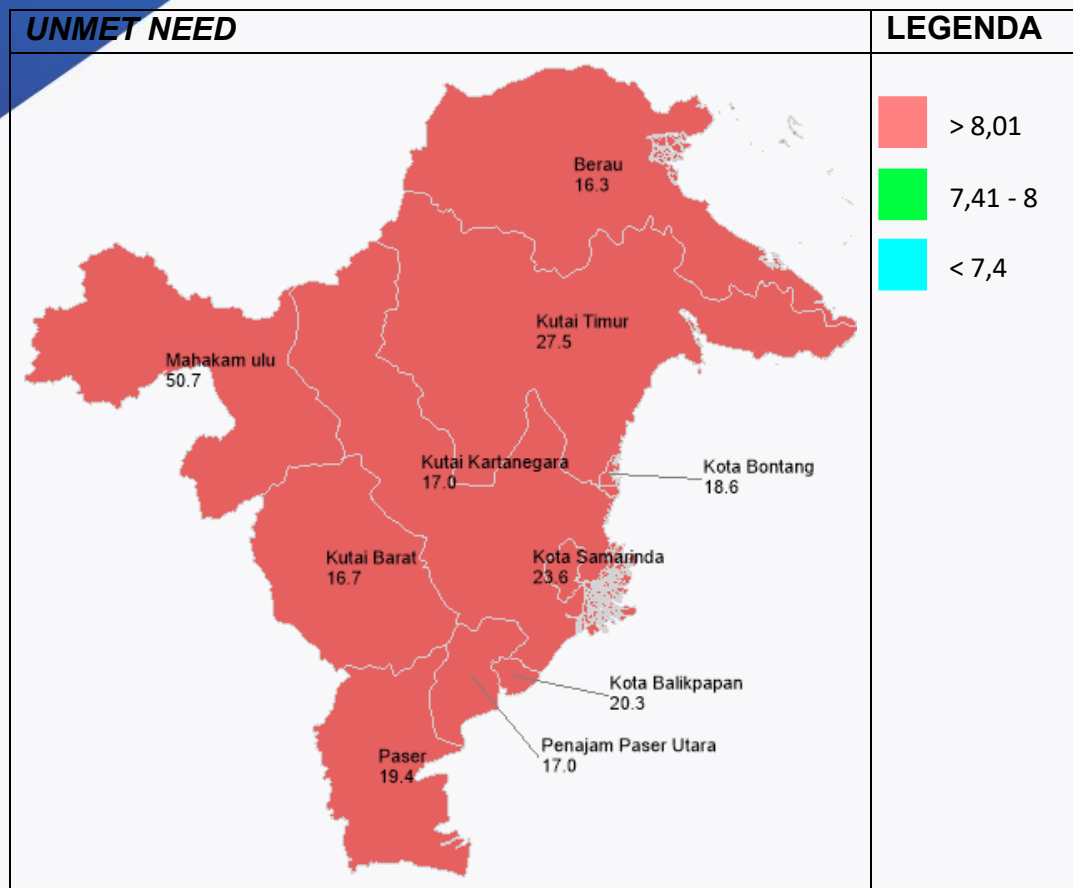 UNMET NEED
LEGENDA
> 8,01
7,41 - 8
< 7,4
Berau
16.3
Kutai Timur
27.5
Mahakam ulu
50.7
Kutai Kartanegara
17.0
Kota Bontang
18.6
Kutai Barat
16.7
Kota Samarinda
23.6
Kota Balikpapan
20.3
Penajam Paser Utara
17.0
Paser
19.4